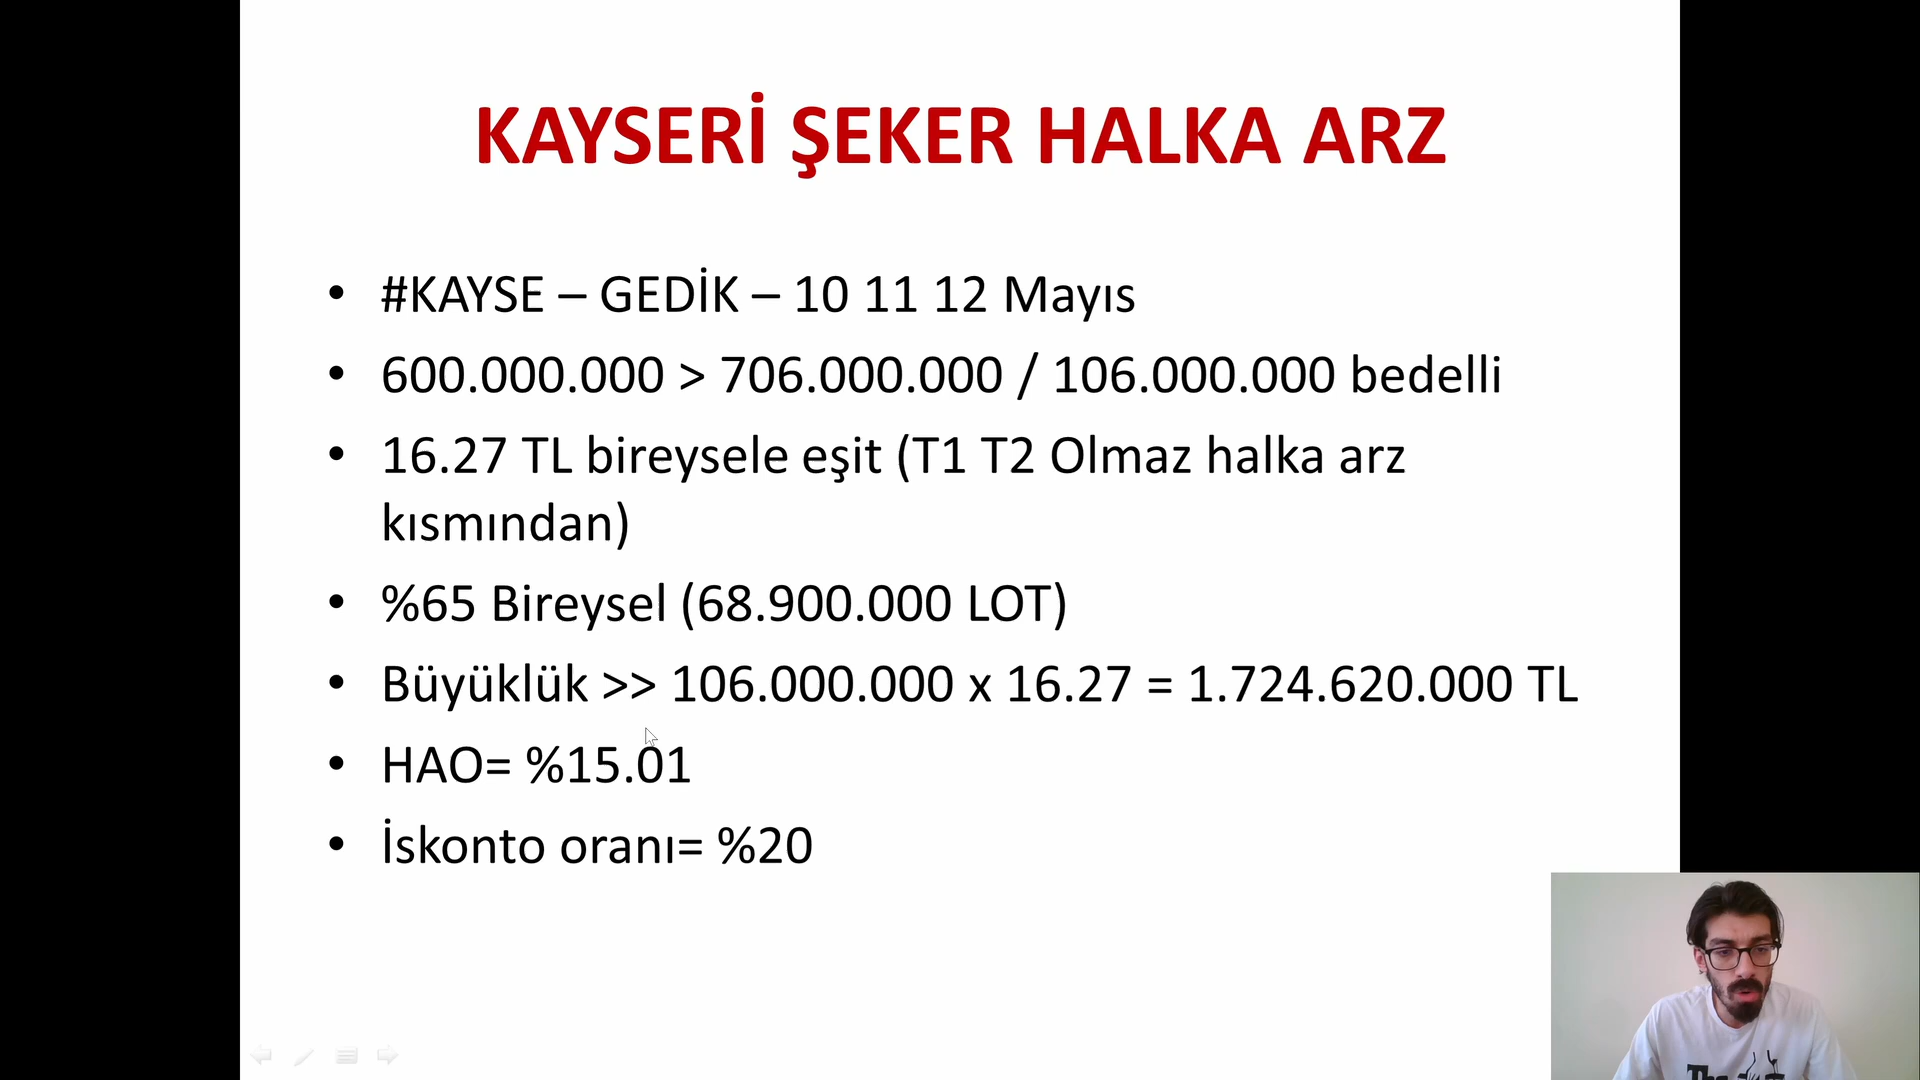 KAYSERİ ŞEKER HALKA ARZ
• #KAYSE – GEDİK – 10 11 12 Mayıs
• 600.000.000 > 706.000.000 / 106.000.000 bedelli
• 16.27 TL bireysele eşit (T1 T2 Olmaz halka arz
kısmından)
• %65 Bireysel (68.900.000 LOT)
• Büyüklük >> 106.000.000 x 16.27 = 1.724.620.000 TL
• HAO= %15.01
• İskonto oranı= %20